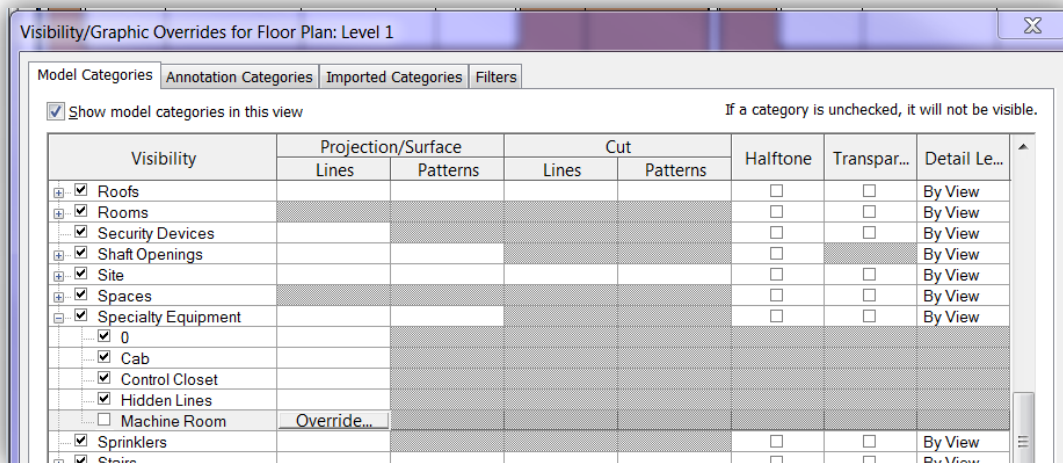 Visibility/Graphic Overrides for Floor Plan: Level 1
Model Categories Annotation Categories Imported Categories Filters
Show model categories in this view If a category is unchecked, it will not be visible.
Visibility Projection/Surface Cut Halftone Transpar... Detail Le...
Lines Patterns Lines Patterns
Roofs By View
Rooms By View
Security Devices By View
Shaft Openings By View
Site By View
Spaces By View
Specialty Equipment By View
0
Cab
Control Closet
Hidden Lines
Machine Room Override...
Sprinklers By View
Stairs By View